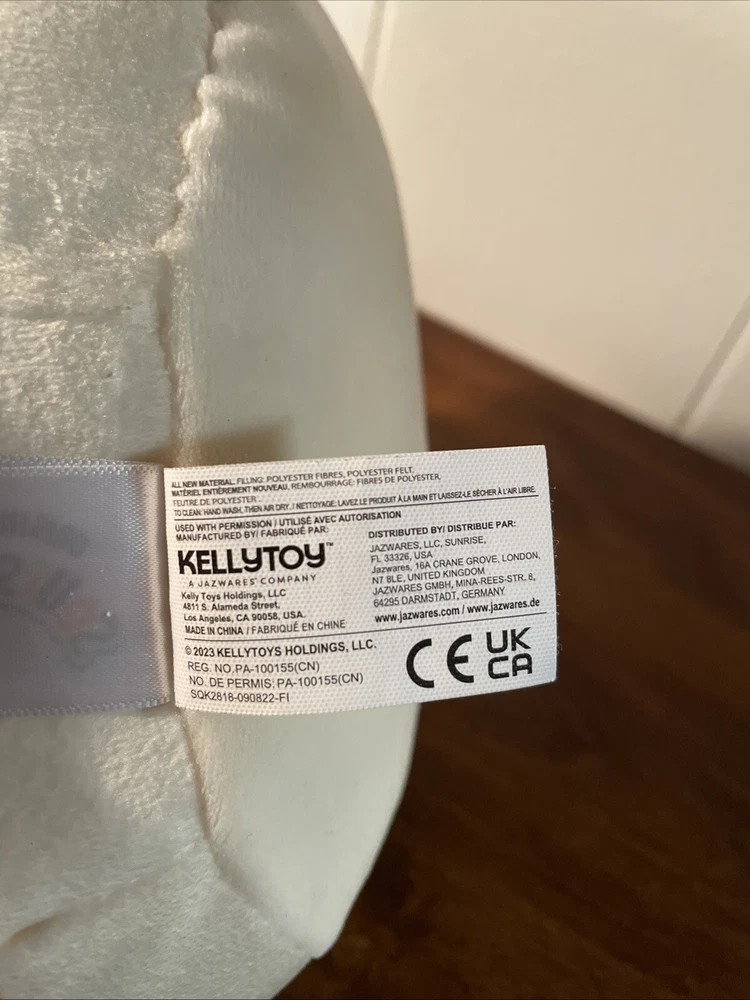 ALL NEW MATERIAL. FILLING: POLYESTER FIBRES, POLYESTER FELT.
MATÉRIEL ENTIÈREMENT NOUVEAU. REMBOURRAGE: FIBRES DE POLYESTER,
FEUTRE DE POLYESTER .
TO CLEAN: HAND WASH, THEN AIR DRY. / NETTOYAGE: LAVEZ LE PRODUIT À LA MAIN ET LAISSEZ-LE SÉCHER À L'AIR LIBRE.
USED WITH PERMISSION / UTILISÉ AVEC AUTORISATION
MANUFACTURED BY/ FABRIQUÉ PAR:
KELLYTOY™
A JAZWARES COMPANY
Kelly Toys Holdings, LLC
4811 S. Alameda Street,
Los Angeles, CA 90058, USA.
MADE IN CHINA / FABRIQUÉ EN CHINE
DISTRIBUTED BY/ DISTRIBUE PAR:
JAZWARES, LLC, SUNRISE,
FL 33326, USA
Jazwares, 16A CRANE GROVE, LONDON,
N7 8LE, UNITED KINGDOM
JAZWARES GMBH, MINA-REES-STR. 8,
64295 DARMSTADT, GERMANY
www.jazwares.com / www.jazwares.de
© 2023 KELLYTOYS HOLDINGS, LLC.
REG. NO.PA-100155(CN)
NO. DE PERMIS: PA-100155(CN)
SQK2818-090822-FI
CE
UK
CA